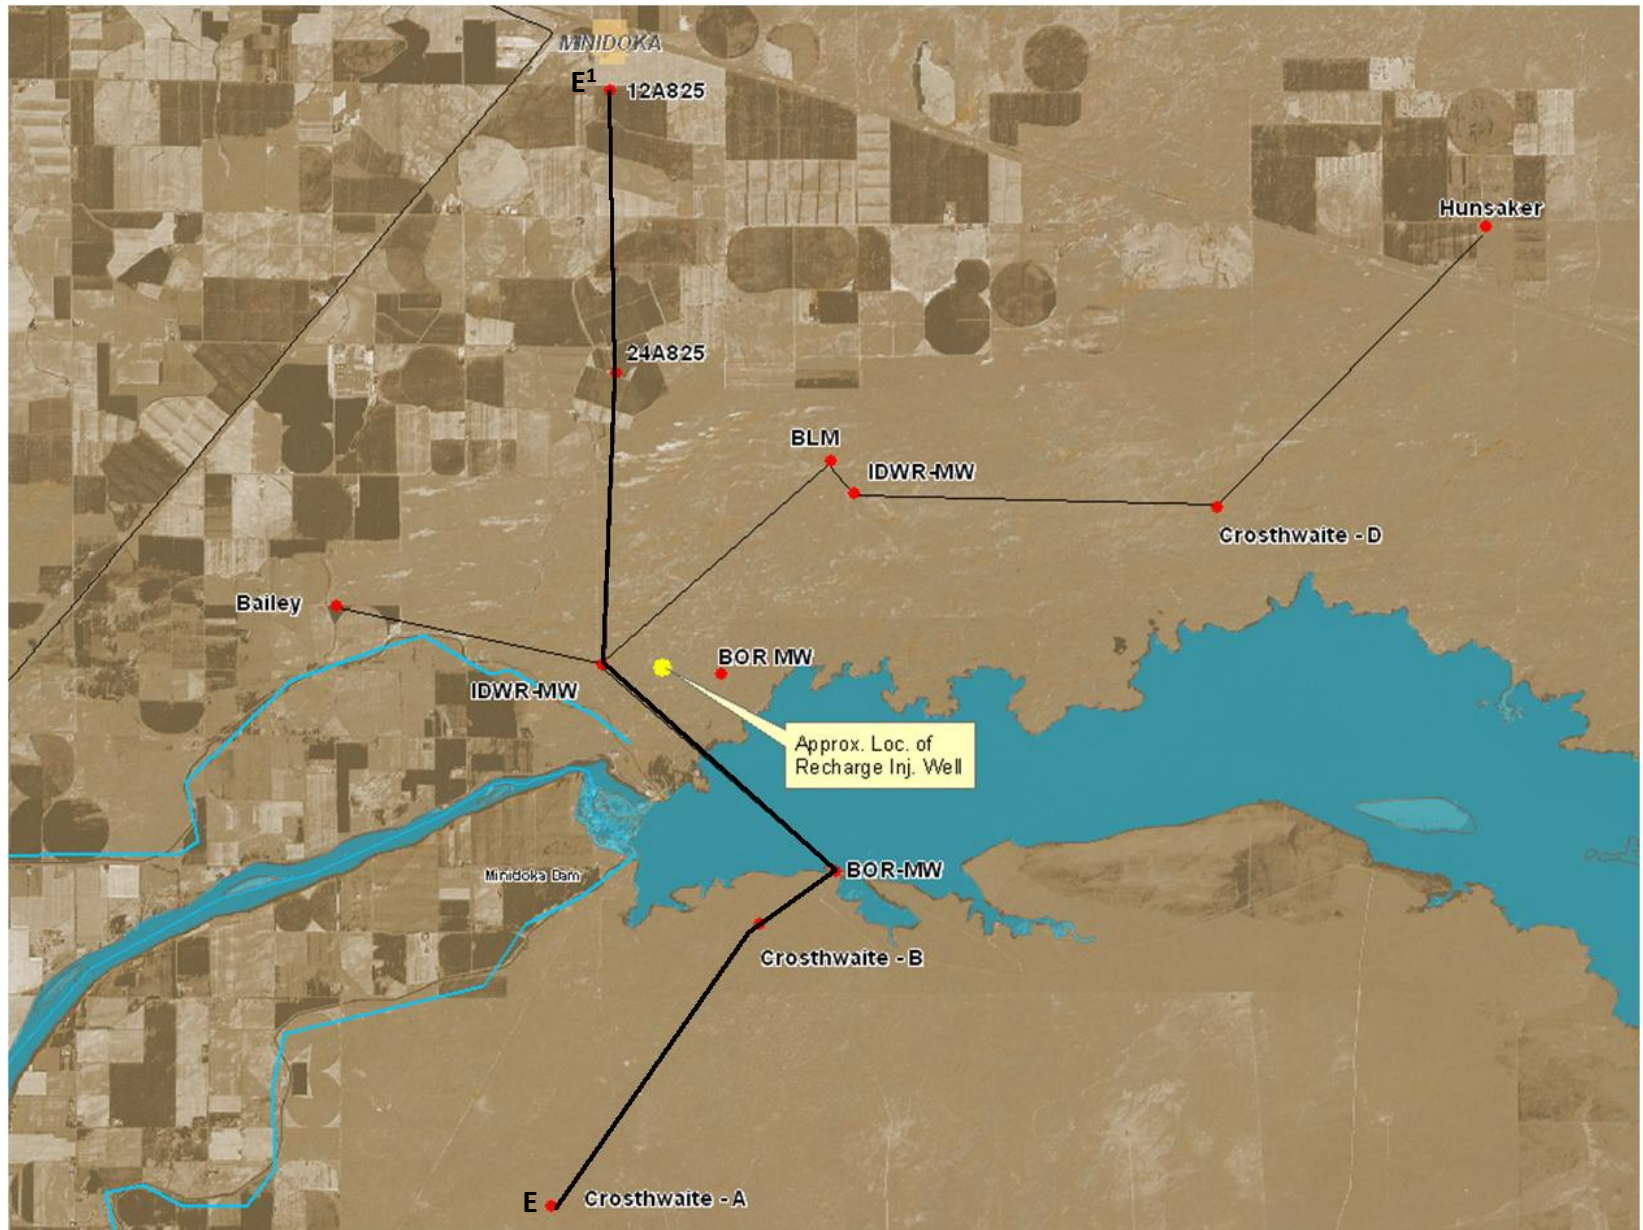 MINIDOKA
E¹
12A825
Hunsaker
24A825
BLM
IDWR-MW
Crosthwaite - D
Bailey
BOR MW
IDWR-MW
Approx. Loc. of
Recharge Inj. Well
BOR-MW
Minidoka Dam
Crosthwaite - B
E
Crosthwaite - A